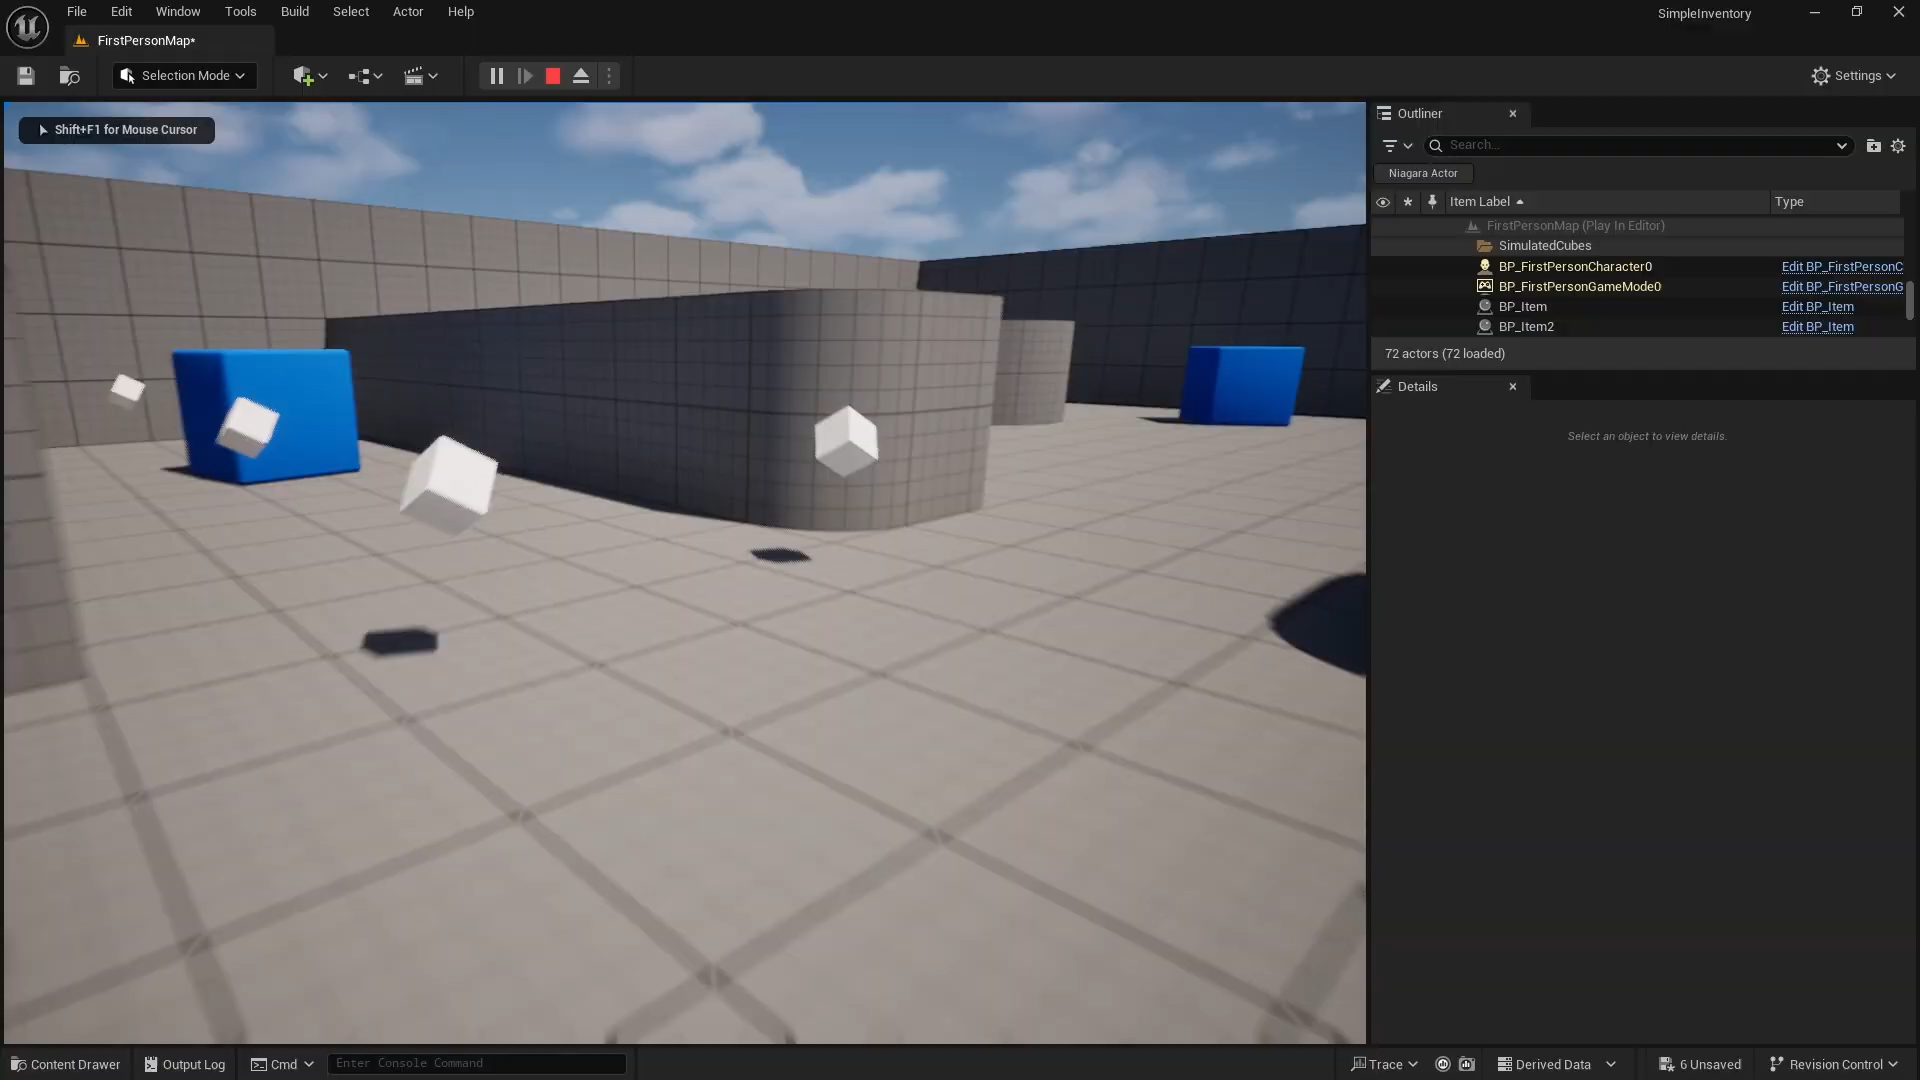 File Edit Window Tools Build Select Actor Help
SimpleInventory
FirstPersonMap*
Selection Mode
Settings
Shift+F1 for Mouse Cursor
Outliner
Search...
Niagara Actor
Item Label Type
FirstPersonMap (Play In Editor)
SimulatedCubes
BP_FirstPersonCharacter0 Edit BP_FirstPersonC
BP_FirstPersonGameMode0 Edit BP_FirstPersonG
BP_Item Edit BP_Item
BP_Item2 Edit BP_Item
72 actors (72 loaded)
Details
Select an object to view details.
Content Drawer Output Log Cmd Enter Console Command Trace Derived Data 6 Unsaved Revision Control